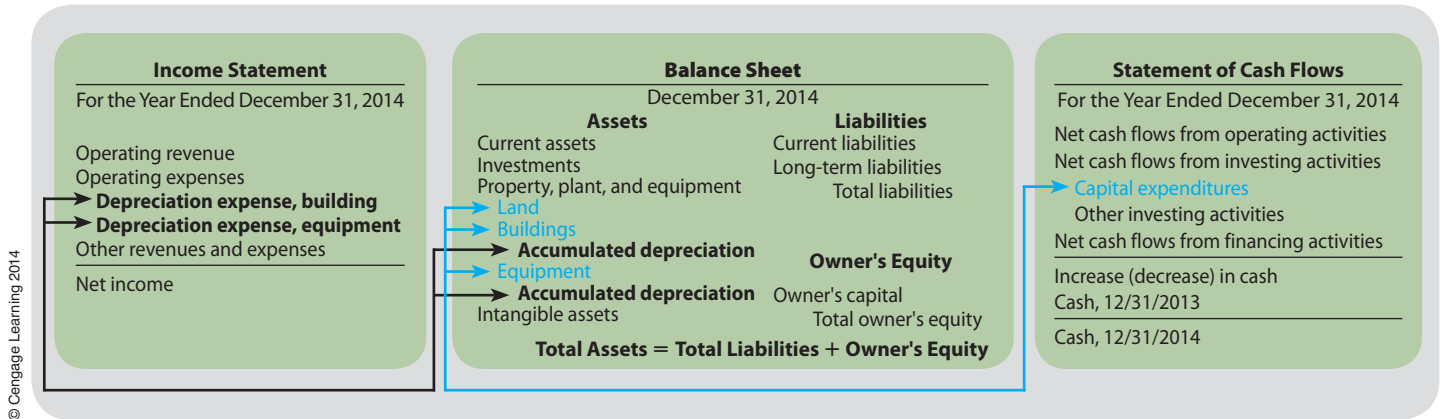 Income Statement
For the Year Ended December 31, 2014
Operating revenue
Operating expenses
Depreciation expense, building
Depreciation expense, equipment
Other revenues and expenses
Net income
Balance Sheet
December 31, 2014
Assets
Current assets
Investments
Property, plant, and equipment
Land
Buildings
Accumulated depreciation
Equipment
Accumulated depreciation
Intangible assets
Liabilities
Current liabilities
Long-term liabilities
Total liabilities
Owner's Equity
Owner's capital
Total owner's equity
Total Assets = Total Liabilities + Owner's Equity
Statement of Cash Flows
For the Year Ended December 31, 2014
Net cash flows from operating activities
Net cash flows from investing activities
Capital expenditures
Other investing activities
Net cash flows from financing activities
Increase (decrease) in cash
Cash, 12/31/2013
Cash, 12/31/2014
© Cengage Learning 2014